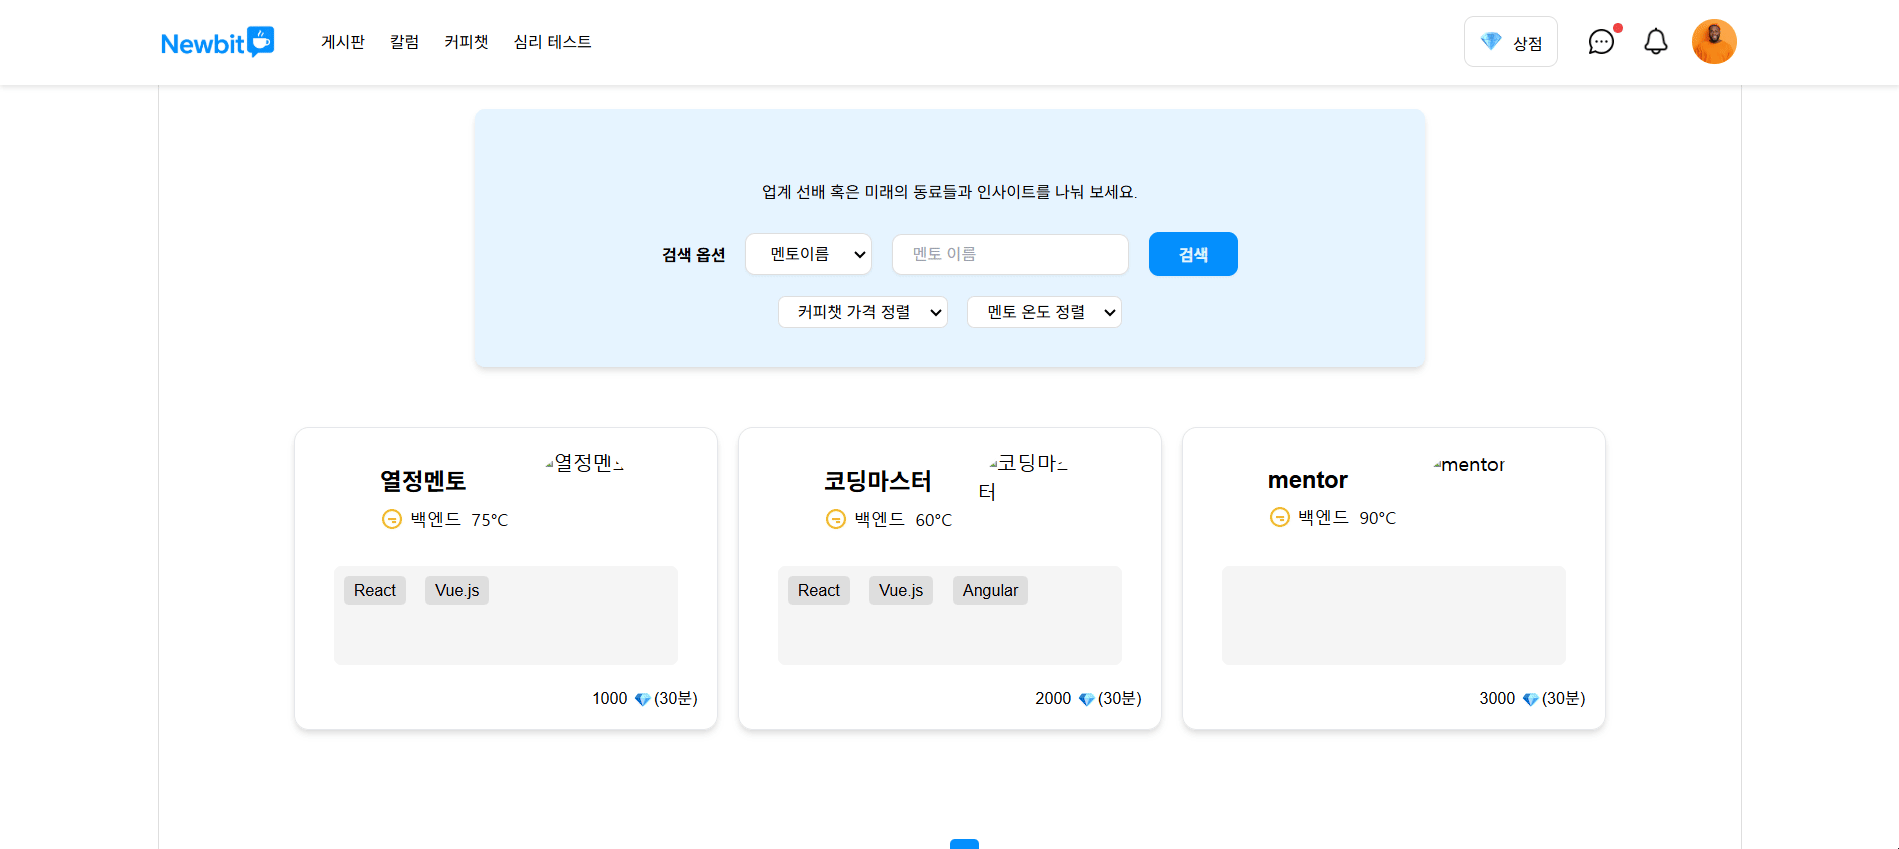 Newbit 게시판 칼럼 커피챗 심리 테스트 상점
업계 선배 혹은 미래의 동료들과 인사이트를 나눠 보세요.
검색 옵션 멘토이름 멘토 이름 검색
커피챗 가격 정렬 멘토 온도 정렬
열정멘토
백엔드 75°C
React Vue.js
1000 (30분)
코딩마스터
코딩마
터
백엔드 60°C
React Vue.js Angular
2000 (30분)
mentor
mentor
백엔드 90°C
3000 (30분)